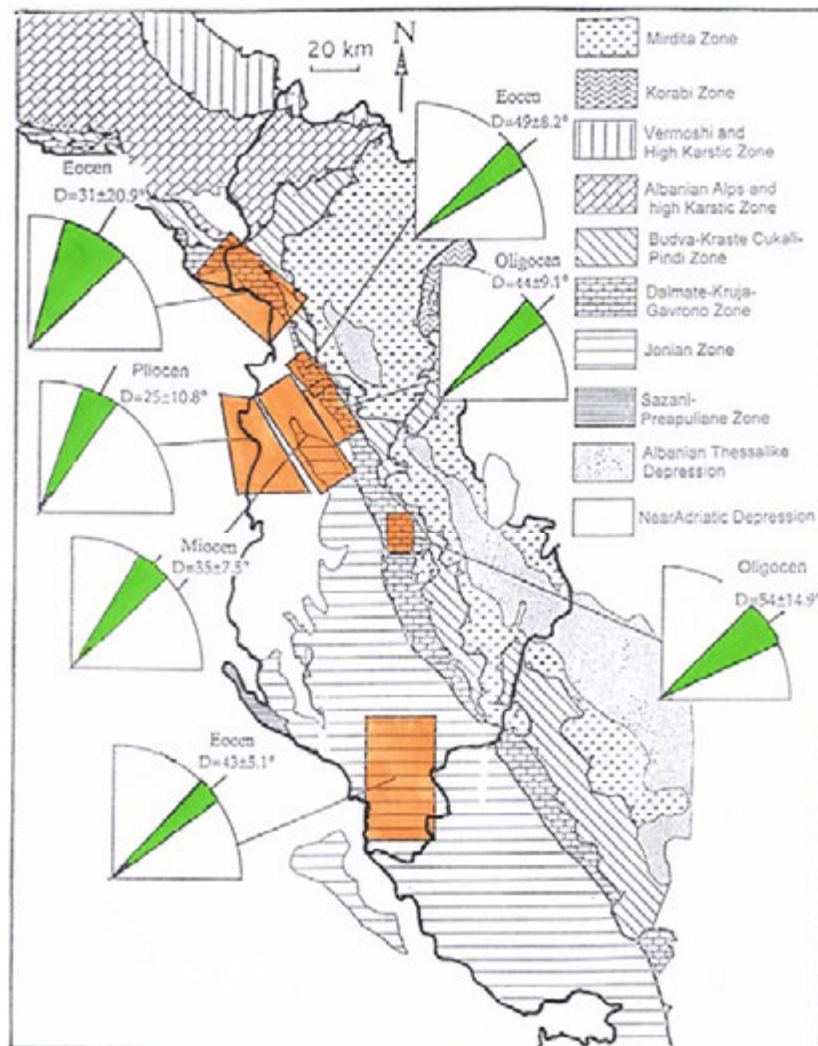 20 km
N
Eocen
D=49±8.2°
Eocen
D=31±20.9°
Oligocen
D=44±9.1°
Pliocen
D=25±10.8°
Miocen
D=35±7.5°
Oligocen
D=54±14.9°
Eocen
D=43±5.1°
Mirdita Zone
Korabi Zone
Vermoshi and
High Karstic Zone
Albanian Alps and
high Karstic Zone
Budva-Kraste Cukali-
Pindi Zone
Dalmate-Kruja-
Gavrono Zone
Jonian Zone
Sazani-
Preapuliane Zone
Albanian Thessalike
Depression
NearAdriatic Depression